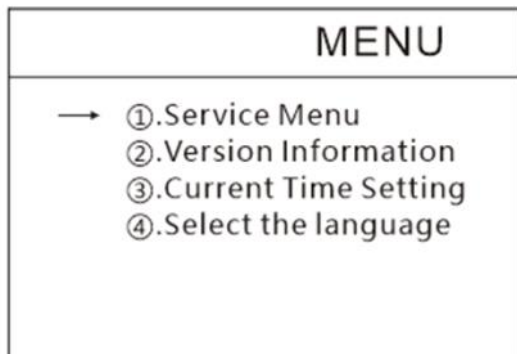 MENU
→ ①.Service Menu
②.Version Information
③.Current Time Setting
④.Select the language